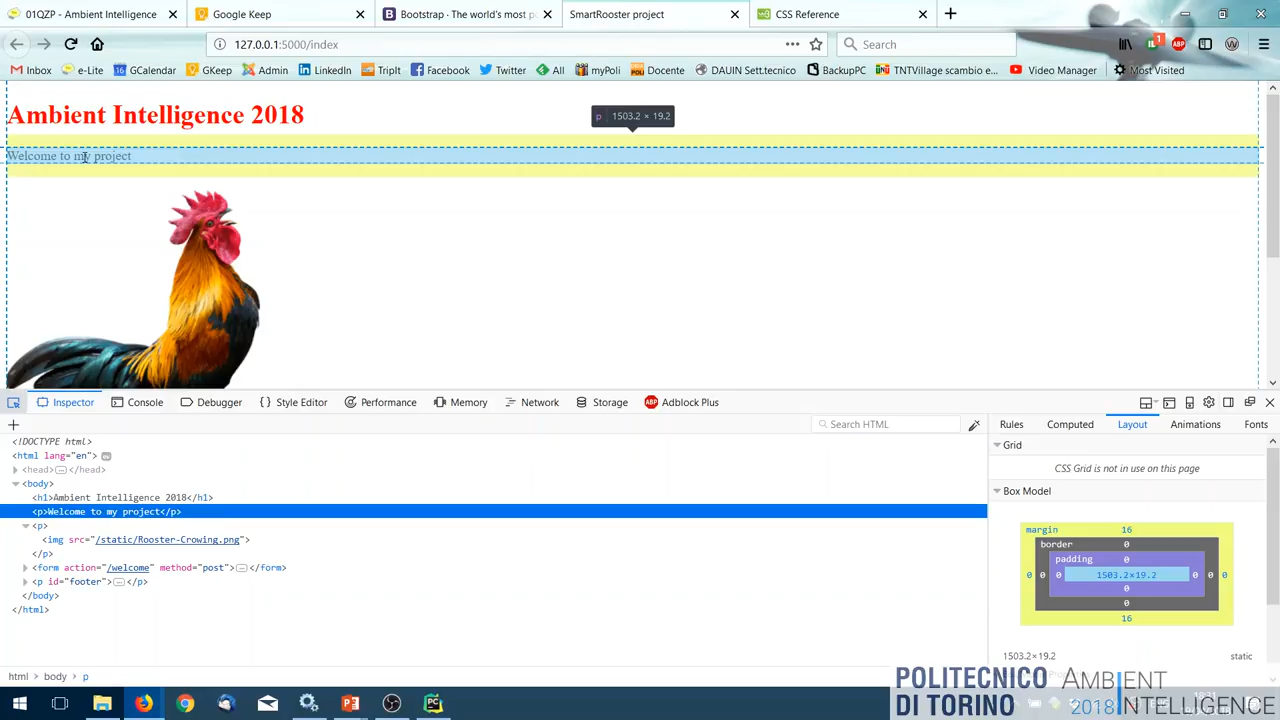 01QZP - Ambient Intelligence
Google Keep
Bootstrap · The world's most p
SmartRooster project
CSS Reference
127.0.0.1:5000/index
Search
Inbox
e-Lite
GCalendar
GKeep
Admin
LinkedIn
TripIt
Facebook
Twitter
All
myPoli
Docente
DAUIN Sett.tecnico
BackupPC
TNTVillage scambio e...
Video Manager
Most Visited
Ambient Intelligence 2018
p 1503.2 × 19.2
Welcome to my project
Inspector
Console
Debugger
{ } Style Editor
Performance
Memory
Network
Storage
Adblock Plus
Search HTML
Rules
Computed
Layout
Animations
Fonts
<!DOCTYPE html>
<html lang="en"> ev
<head>…</head>
<body>
<h1>Ambient Intelligence 2018</h1>
<p>Welcome to my project</p>
<p>
<img src="/static/Rooster-Crowing.png">
</p>
<form action="/welcome" method="post">…</form>
<p id="footer">…</p>
</body>
</html>
Grid
CSS Grid is not in use on this page
Box Model
margin 16
border 0
padding 0
0 0 0 1503.2×19.2 0 0 0
0
0
16
1503.2×19.2 static
html body p
POLITECNICO
DI TORINO
AMBIENT
2018 INTELLIGENCE